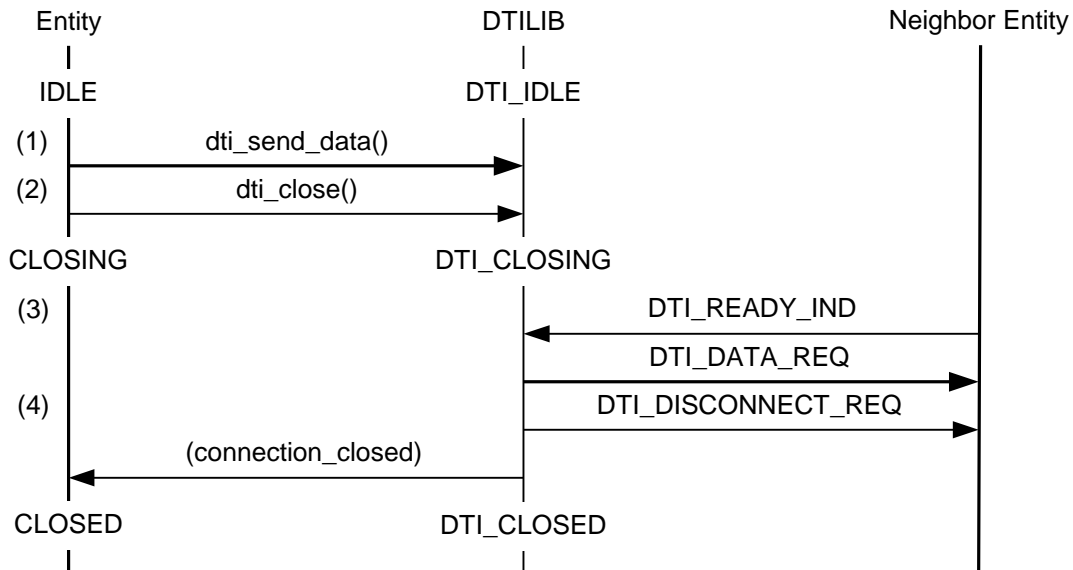 Entity DTILIB Neighbor Entity
IDLE DTI_IDLE
(1) dti_send_data()
(2) dti_close()
CLOSING DTI_CLOSING
(3) DTI_READY_IND
DTI_DATA_REQ
(4) DTI_DISCONNECT_REQ
(connection_closed)
CLOSED DTI_CLOSED